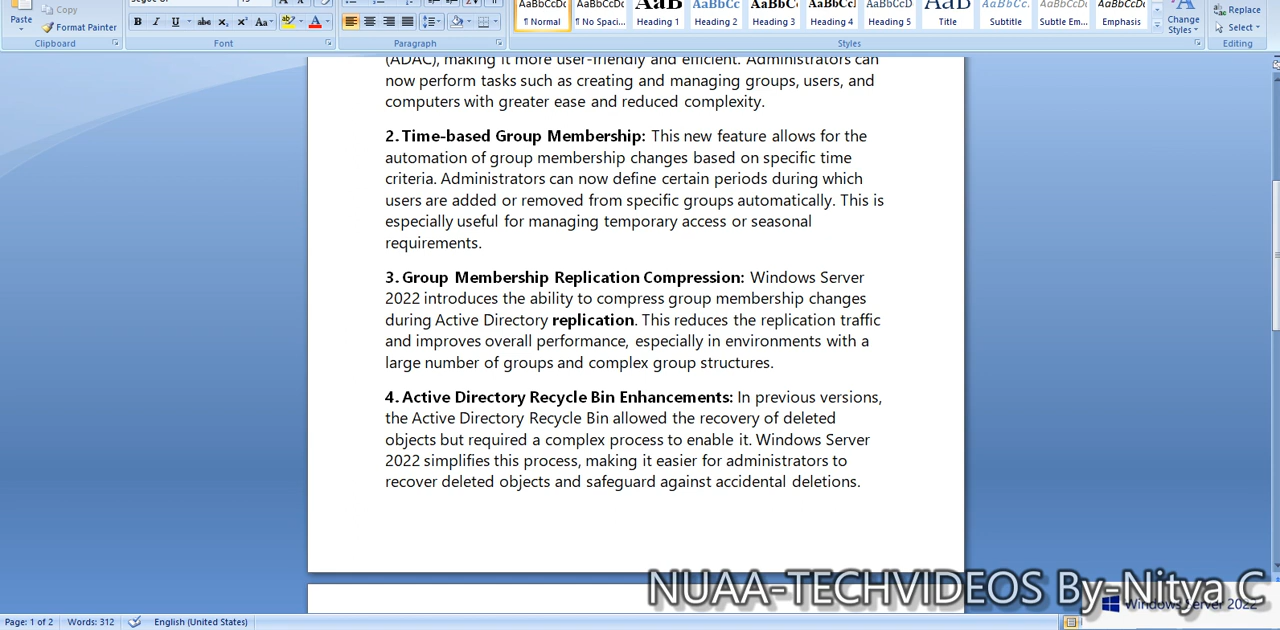 Copy
Paste
Format Painter
Clipboard
B I U abc x₂ x² Aa
Font
Paragraph
AaBbCcDc AaBbCcDc AaB AaBbCc AaBbC AaBbCcI AaBbCcD AaB AaBbCc. AaBbCcDc AaBbCcDc
¶ Normal ¶ No Spaci... Heading 1 Heading 2 Heading 3 Heading 4 Heading 5 Title Subtitle Subtle Em... Emphasis
Styles
Change
Styles
Replace
Select
Editing
(ADAC), making it more user-friendly and efficient. Administrators can
now perform tasks such as creating and managing groups, users, and
computers with greater ease and reduced complexity.
2. Time-based Group Membership: This new feature allows for the
automation of group membership changes based on specific time
criteria. Administrators can now define certain periods during which
users are added or removed from specific groups automatically. This is
especially useful for managing temporary access or seasonal
requirements.
3. Group Membership Replication Compression: Windows Server
2022 introduces the ability to compress group membership changes
during Active Directory replication. This reduces the replication traffic
and improves overall performance, especially in environments with a
large number of groups and complex group structures.
4. Active Directory Recycle Bin Enhancements: In previous versions,
the Active Directory Recycle Bin allowed the recovery of deleted
objects but required a complex process to enable it. Windows Server
2022 simplifies this process, making it easier for administrators to
recover deleted objects and safeguard against accidental deletions.
NUAA-TECHVIDEOS By-Nitya C
Windows Server 2022
Page: 1 of 2 Words: 312 English (United States)